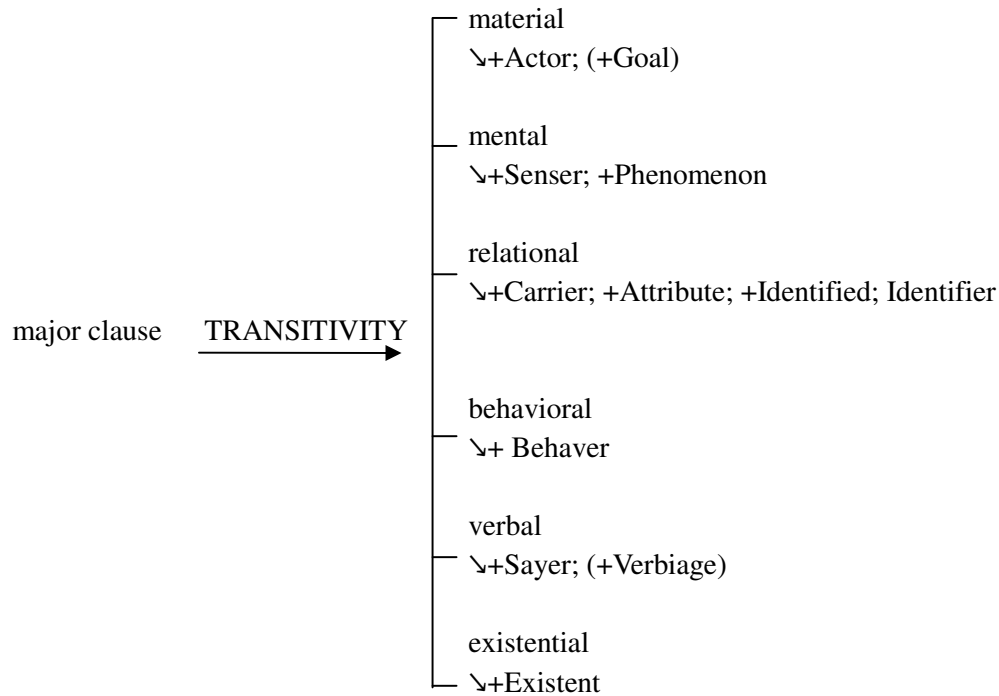 material
↘+Actor; (+Goal)
mental
↘+Senser; +Phenomenon
relational
↘+Carrier; +Attribute; +Identified; Identifier
major clause TRANSITIVITY
behavioral
↘+ Behaver
verbal
↘+Sayer; (+Verbiage)
existential
↘+Existent